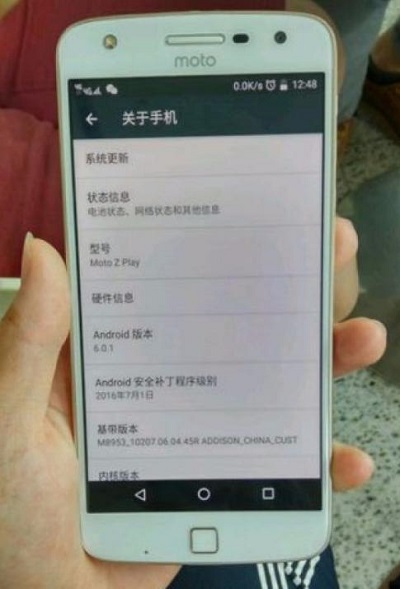 moto
4G 0.0K/s 12:48
关于手机
系统更新
状态信息
电池状态、网络状态和其他信息
型号
Moto Z Play
硬件信息
Android 版本
6.0.1
Android 安全补丁程序级别
2016年7月1日
基带版本
M8953_10207.06.04.45R ADDISON_CHINA_CUST
内核版本